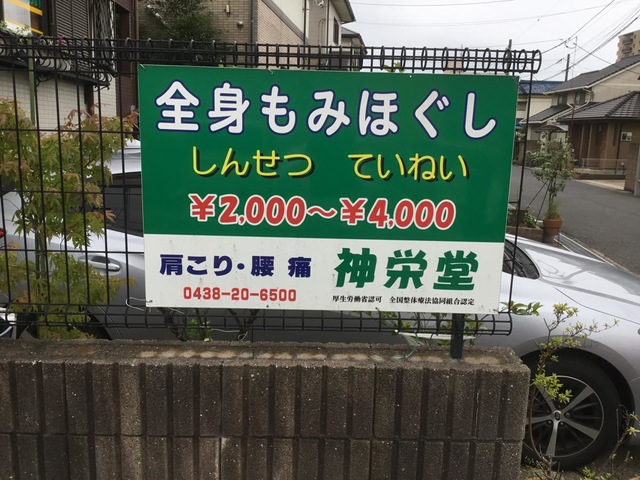 全身もみほぐし
しんせつ ていねい
¥2,000～¥4,000
肩こり・腰痛 神栄堂
0438-20-6500
厚生労働省認可 全国整体療法協同組合認定